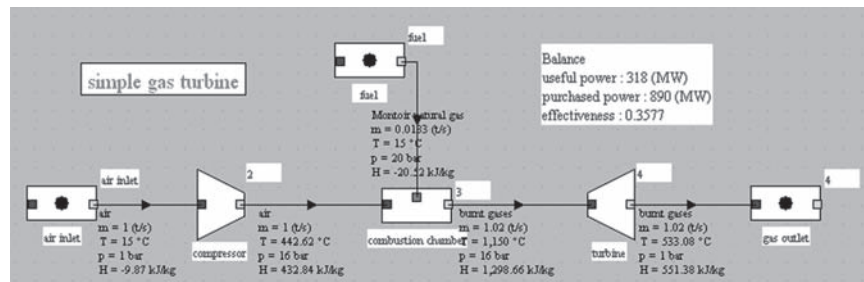 simple gas turbine
fuel
fuel
Balance
useful power : 318 (MW)
purchased power : 890 (MW)
effectiveness : 0.3577
Montoir natural gas
m = 0.0183 (t/s)
T = 15 °C
p = 20 bar
H = -20.52 kJ/kg
air inlet
air inlet
air
m = 1 (t/s)
T = 15 °C
p = 1 bar
H = -9.87 kJ/kg
2
compressor
air
m = 1 (t/s)
T = 442.62 °C
p = 16 bar
H = 432.84 kJ/kg
combustion chamber
3
burnt gases
m = 1.02 (t/s)
T = 1,150 °C
p = 16 bar
H = 1,298.66 kJ/kg
4
turbine
burnt gases
m = 1.02 (t/s)
T = 533.08 °C
p = 1 bar
H = 551.38 kJ/kg
4
gas outlet